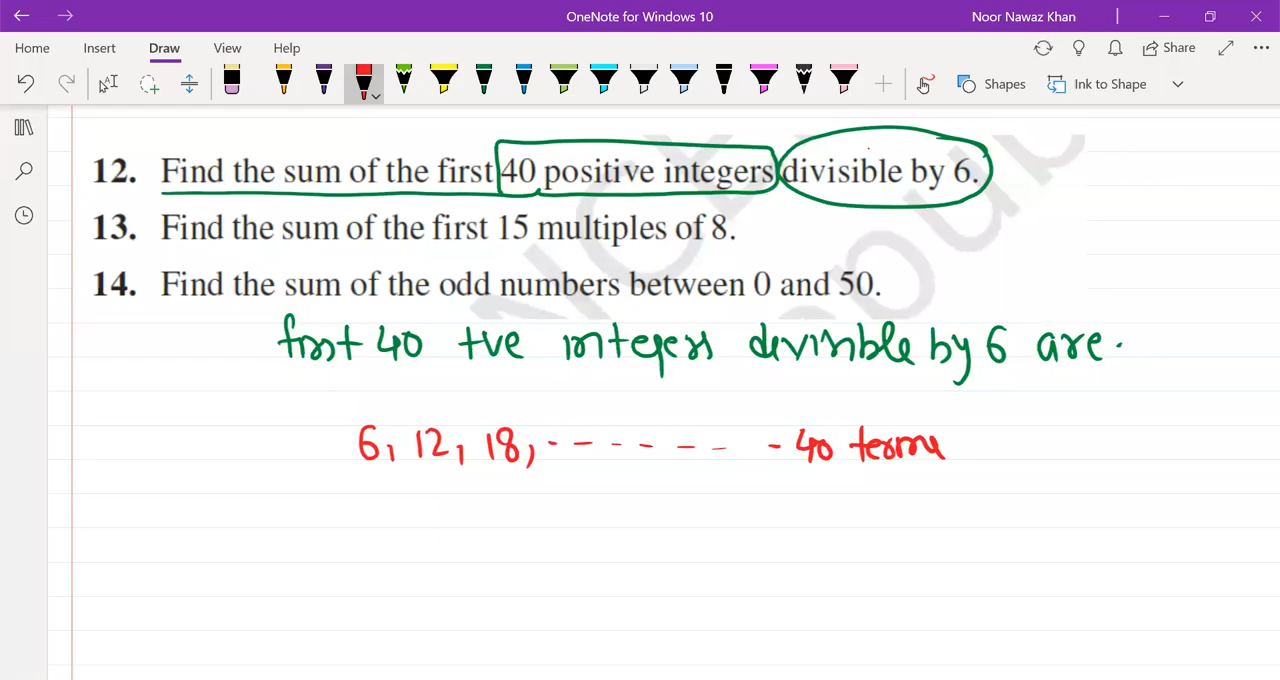 OneNote for Windows 10
Noor Nawaz Khan
Home Insert Draw View Help
Share
Shapes Ink to Shape
12. Find the sum of the first 40 positive integers divisible by 6.
13. Find the sum of the first 15 multiples of 8.
14. Find the sum of the odd numbers between 0 and 50.
first 40 +ve integers divisible by 6 are.
6, 12, 18, - - - - - - - 40 terms